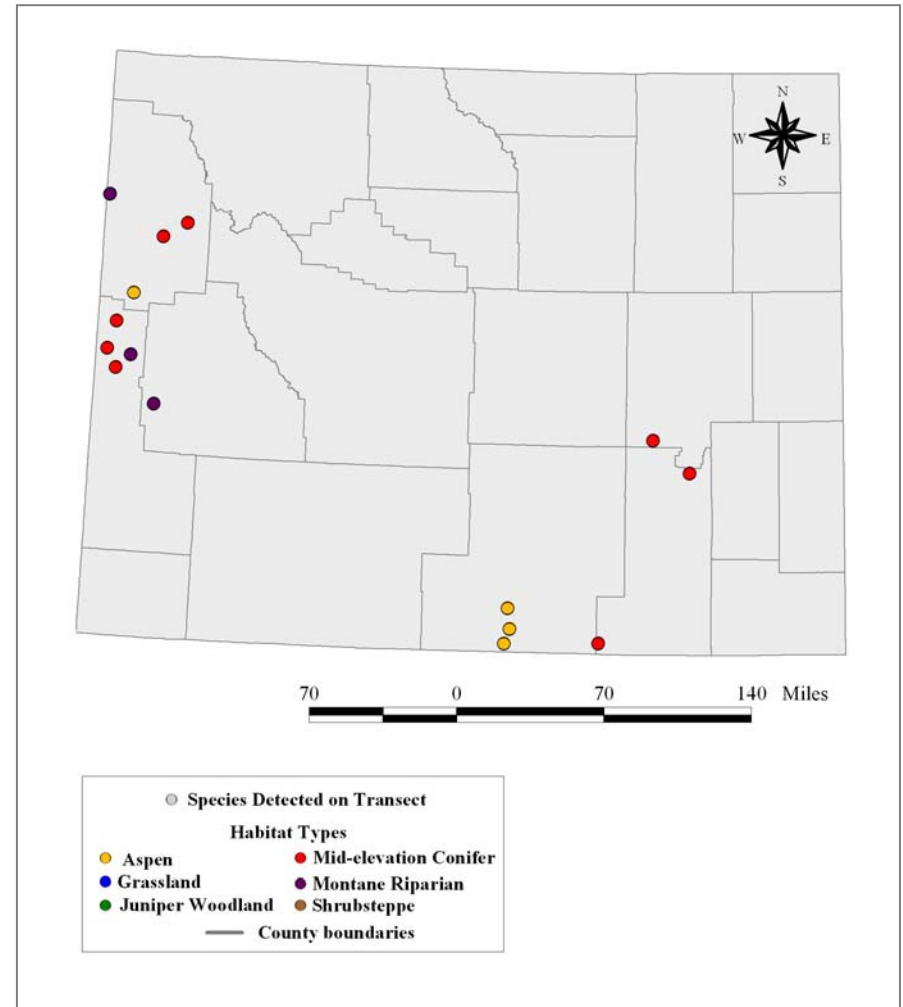 N
W E
S
70 0 70 140 Miles
Species Detected on Transect
Habitat Types
Aspen Mid-elevation Conifer
Grassland Montane Riparian
Juniper Woodland Shrubsteppe
County boundaries